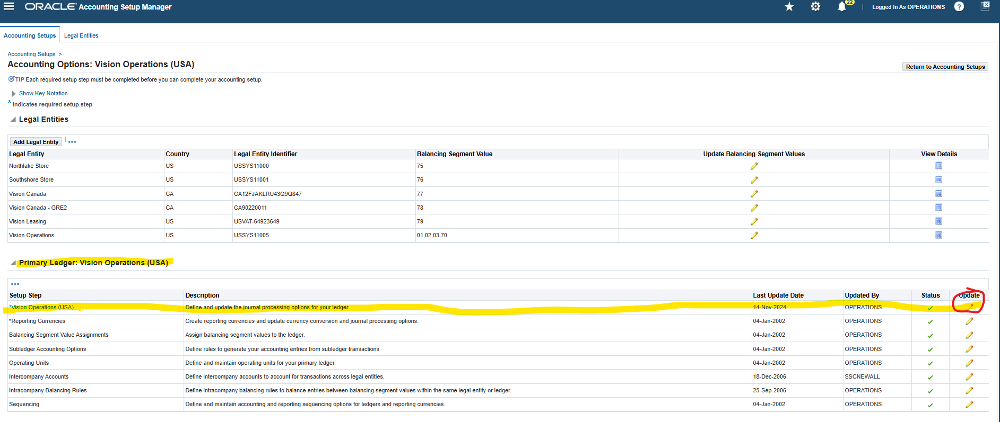 ORACLE Accounting Setup Manager
22
Logged In As OPERATIONS
?
Accounting Setups Legal Entities
Accounting Setups >
Accounting Options: Vision Operations (USA)
Return to Accounting Setups
TIP Each required setup step must be completed before you can complete your accounting setup.
Show Key Notation
* Indicates required setup step
Legal Entities
Add Legal Entity | •••
Legal Entity Country Legal Entity Identifier Balancing Segment Value Update Balancing Segment Values View Details
Northlake Store US USSYS11000 75
Southshore Store US USSYS11001 76
Vision Canada CA CA12FJAKLRU43Q9Q847 77
Vision Canada - GRE2 CA CA90220011 78
Vision Leasing US USVAT-64923649 79
Vision Operations US USSYS11005 01,02,03,70
Primary Ledger: Vision Operations (USA)
•••
Setup Step Description Last Update Date Updated By Status Update
*Vision Operations (USA) Define and update the journal processing options for your ledger. 14-Nov-2024 OPERATIONS
*Reporting Currencies Create reporting currencies and update currency conversion and journal processing options. 04-Jan-2002 OPERATIONS
Balancing Segment Value Assignments Assign balancing segment values to the ledger. 04-Jan-2002 OPERATIONS
Subledger Accounting Options Define rules to generate your accounting entries from subledger transactions. 04-Jan-2002 OPERATIONS
Operating Units Define and maintain operating units for your primary ledger. 04-Jan-2002 OPERATIONS
Intercompany Accounts Define intercompany accounts to account for transactions across legal entities. 18-Dec-2006 SSCNEWALL
Intracompany Balancing Rules Define intracompany balancing rules to balance entries between balancing segment values within the same legal entity or ledger. 25-Sep-2006 OPERATIONS
Sequencing Define and maintain accounting and reporting sequencing options for ledgers and reporting currencies. 04-Jan-2002 OPERATIONS